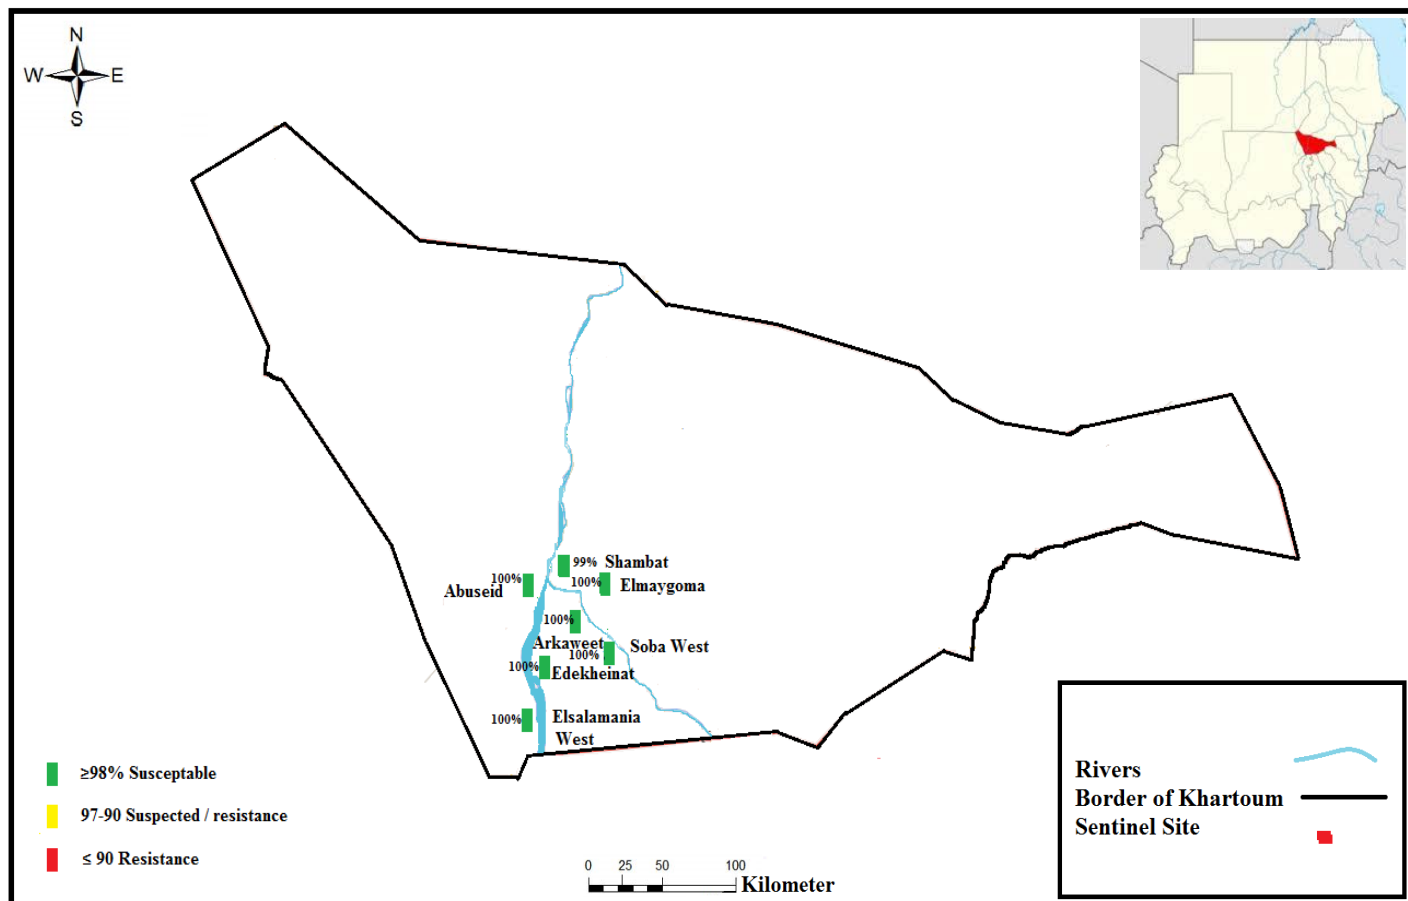 N
W E
S
99% Shambat
100% Elmaygoma
100%
Abuseid
100%
Arkaweet
100% Soba West
100%
Edekheinat
100% Elsalamania
West
≥98% Susceptable
97-90 Suspected / resistance
≤ 90 Resistance
0 25 50 100
Kilometer
Rivers
Border of Khartoum
Sentinel Site